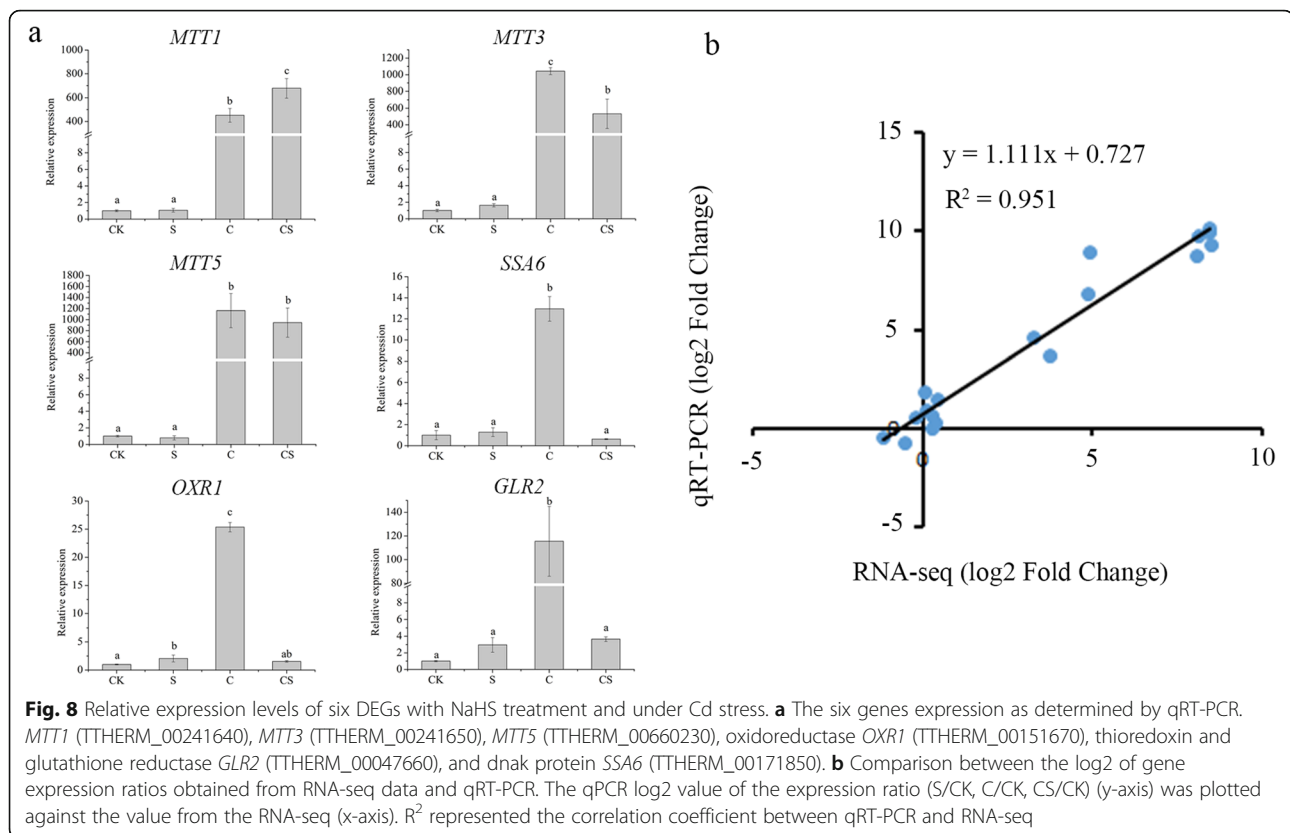 a
MTT1
Relative expression
1000
800
600
400
8
6
4
2
0
a
a
b
c
CK
S
C
CS
MTT3
Relative expression
1200
1000
800
600
400
8
6
4
2
0
a
a
c
b
CK
S
C
CS
MTT5
Relative expression
1800
1600
1400
1200
1000
800
600
400
8
6
4
2
0
a
a
b
b
CK
S
C
CS
SSA6
Relative expression
16
14
12
10
8
6
4
2
0
a
a
b
a
CK
S
C
CS
OXR1
Relative expression
30
25
20
15
10
5
0
a
b
c
ab
CK
S
C
CS
GLR2
Relative expression
140
120
100
80
8
6
4
2
0
a
a
b
a
CK
S
C
CS
b
y = 1.111x + 0.727
R² = 0.951
qRT-PCR (log2 Fold Change)
15
10
5
0
-5
-5
0
5
10
RNA-seq (log2 Fold Change)
Fig. 8 Relative expression levels of six DEGs with NaHS treatment and under Cd stress. a The six genes expression as determined by qRT-PCR.
MTT1 (TTHERM_00241640), MTT3 (TTHERM_00241650), MTT5 (TTHERM_00660230), oxidoreductase OXR1 (TTHERM_00151670), thioredoxin and
glutathione reductase GLR2 (TTHERM_00047660), and dnak protein SSA6 (TTHERM_00171850). b Comparison between the log2 of gene
expression ratios obtained from RNA-seq data and qRT-PCR. The qPCR log2 value of the expression ratio (S/CK, C/CK, CS/CK) (y-axis) was plotted
against the value from the RNA-seq (x-axis). R² represented the correlation coefficient between qRT-PCR and RNA-seq